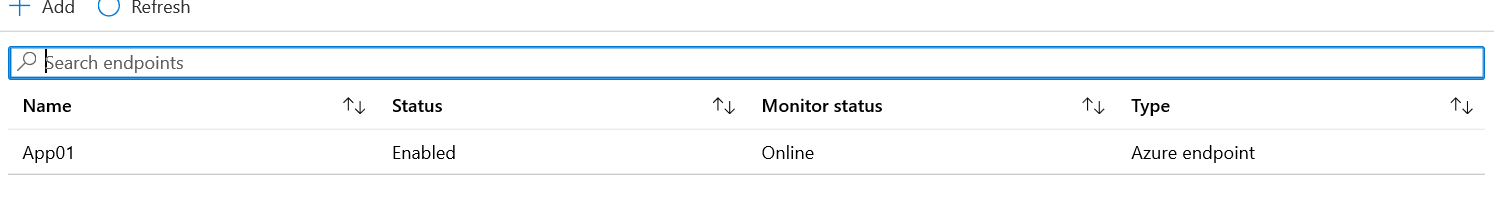 Add Refresh
Search endpoints
Name Status Monitor status Type
App01 Enabled Online Azure endpoint